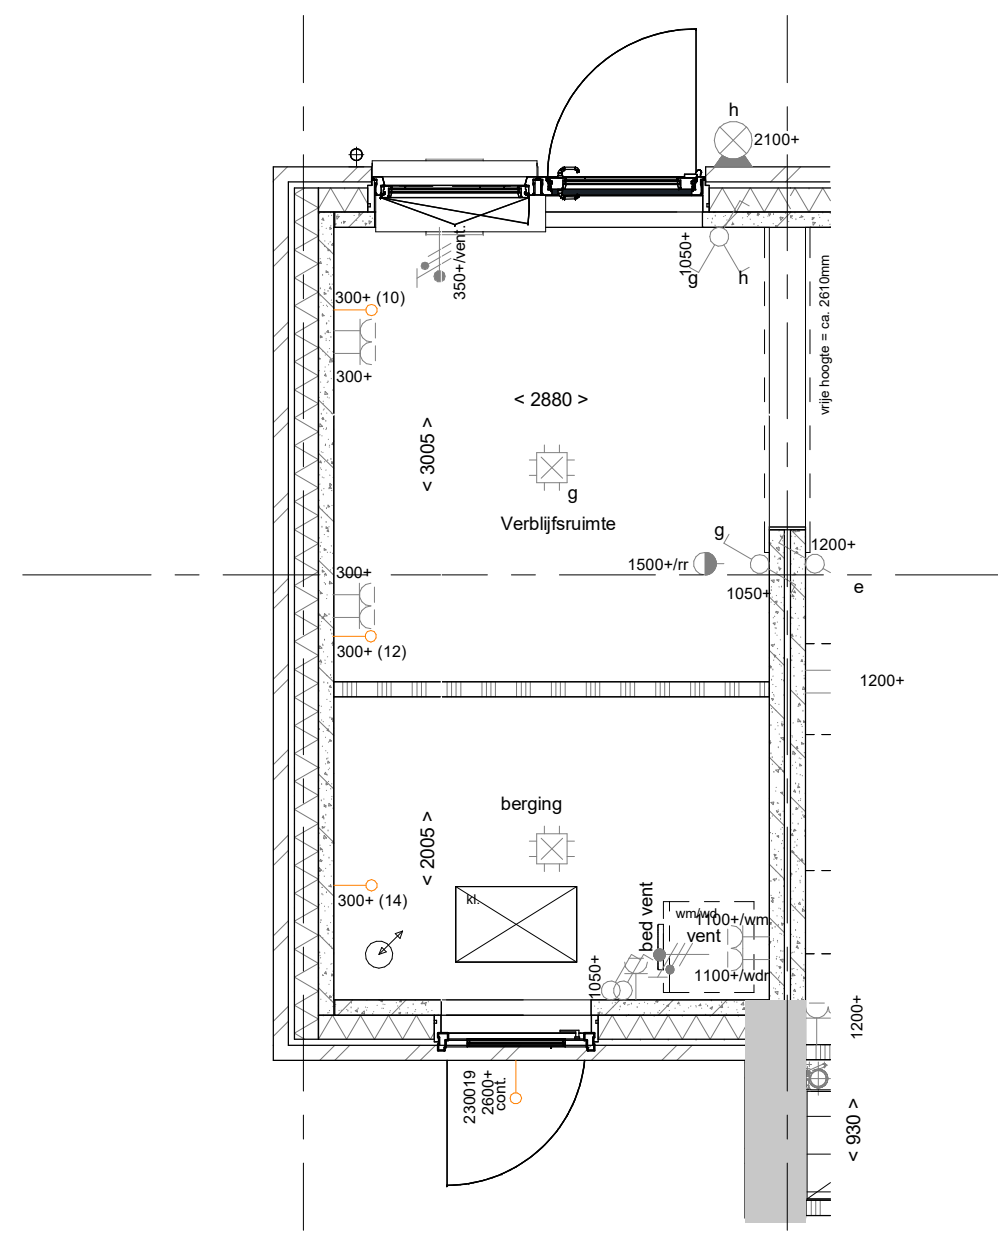 h
2100+
1050+
g
h
350+/vent.
vrije hoogte = ca. 2610mm
300+ (10)
300+
< 2880 >
< 3005 >
g
Verblijfsruimte
g
1200+
1500+/rr
e
300+
1050+
300+ (12)
1200+
berging
< 2005 >
300+ (14)
kl.
bed vent
wm/wd
1100+/wm
vent
1100+/wdr
1050+
1200+
230019
2600+
cont.
< 930 >